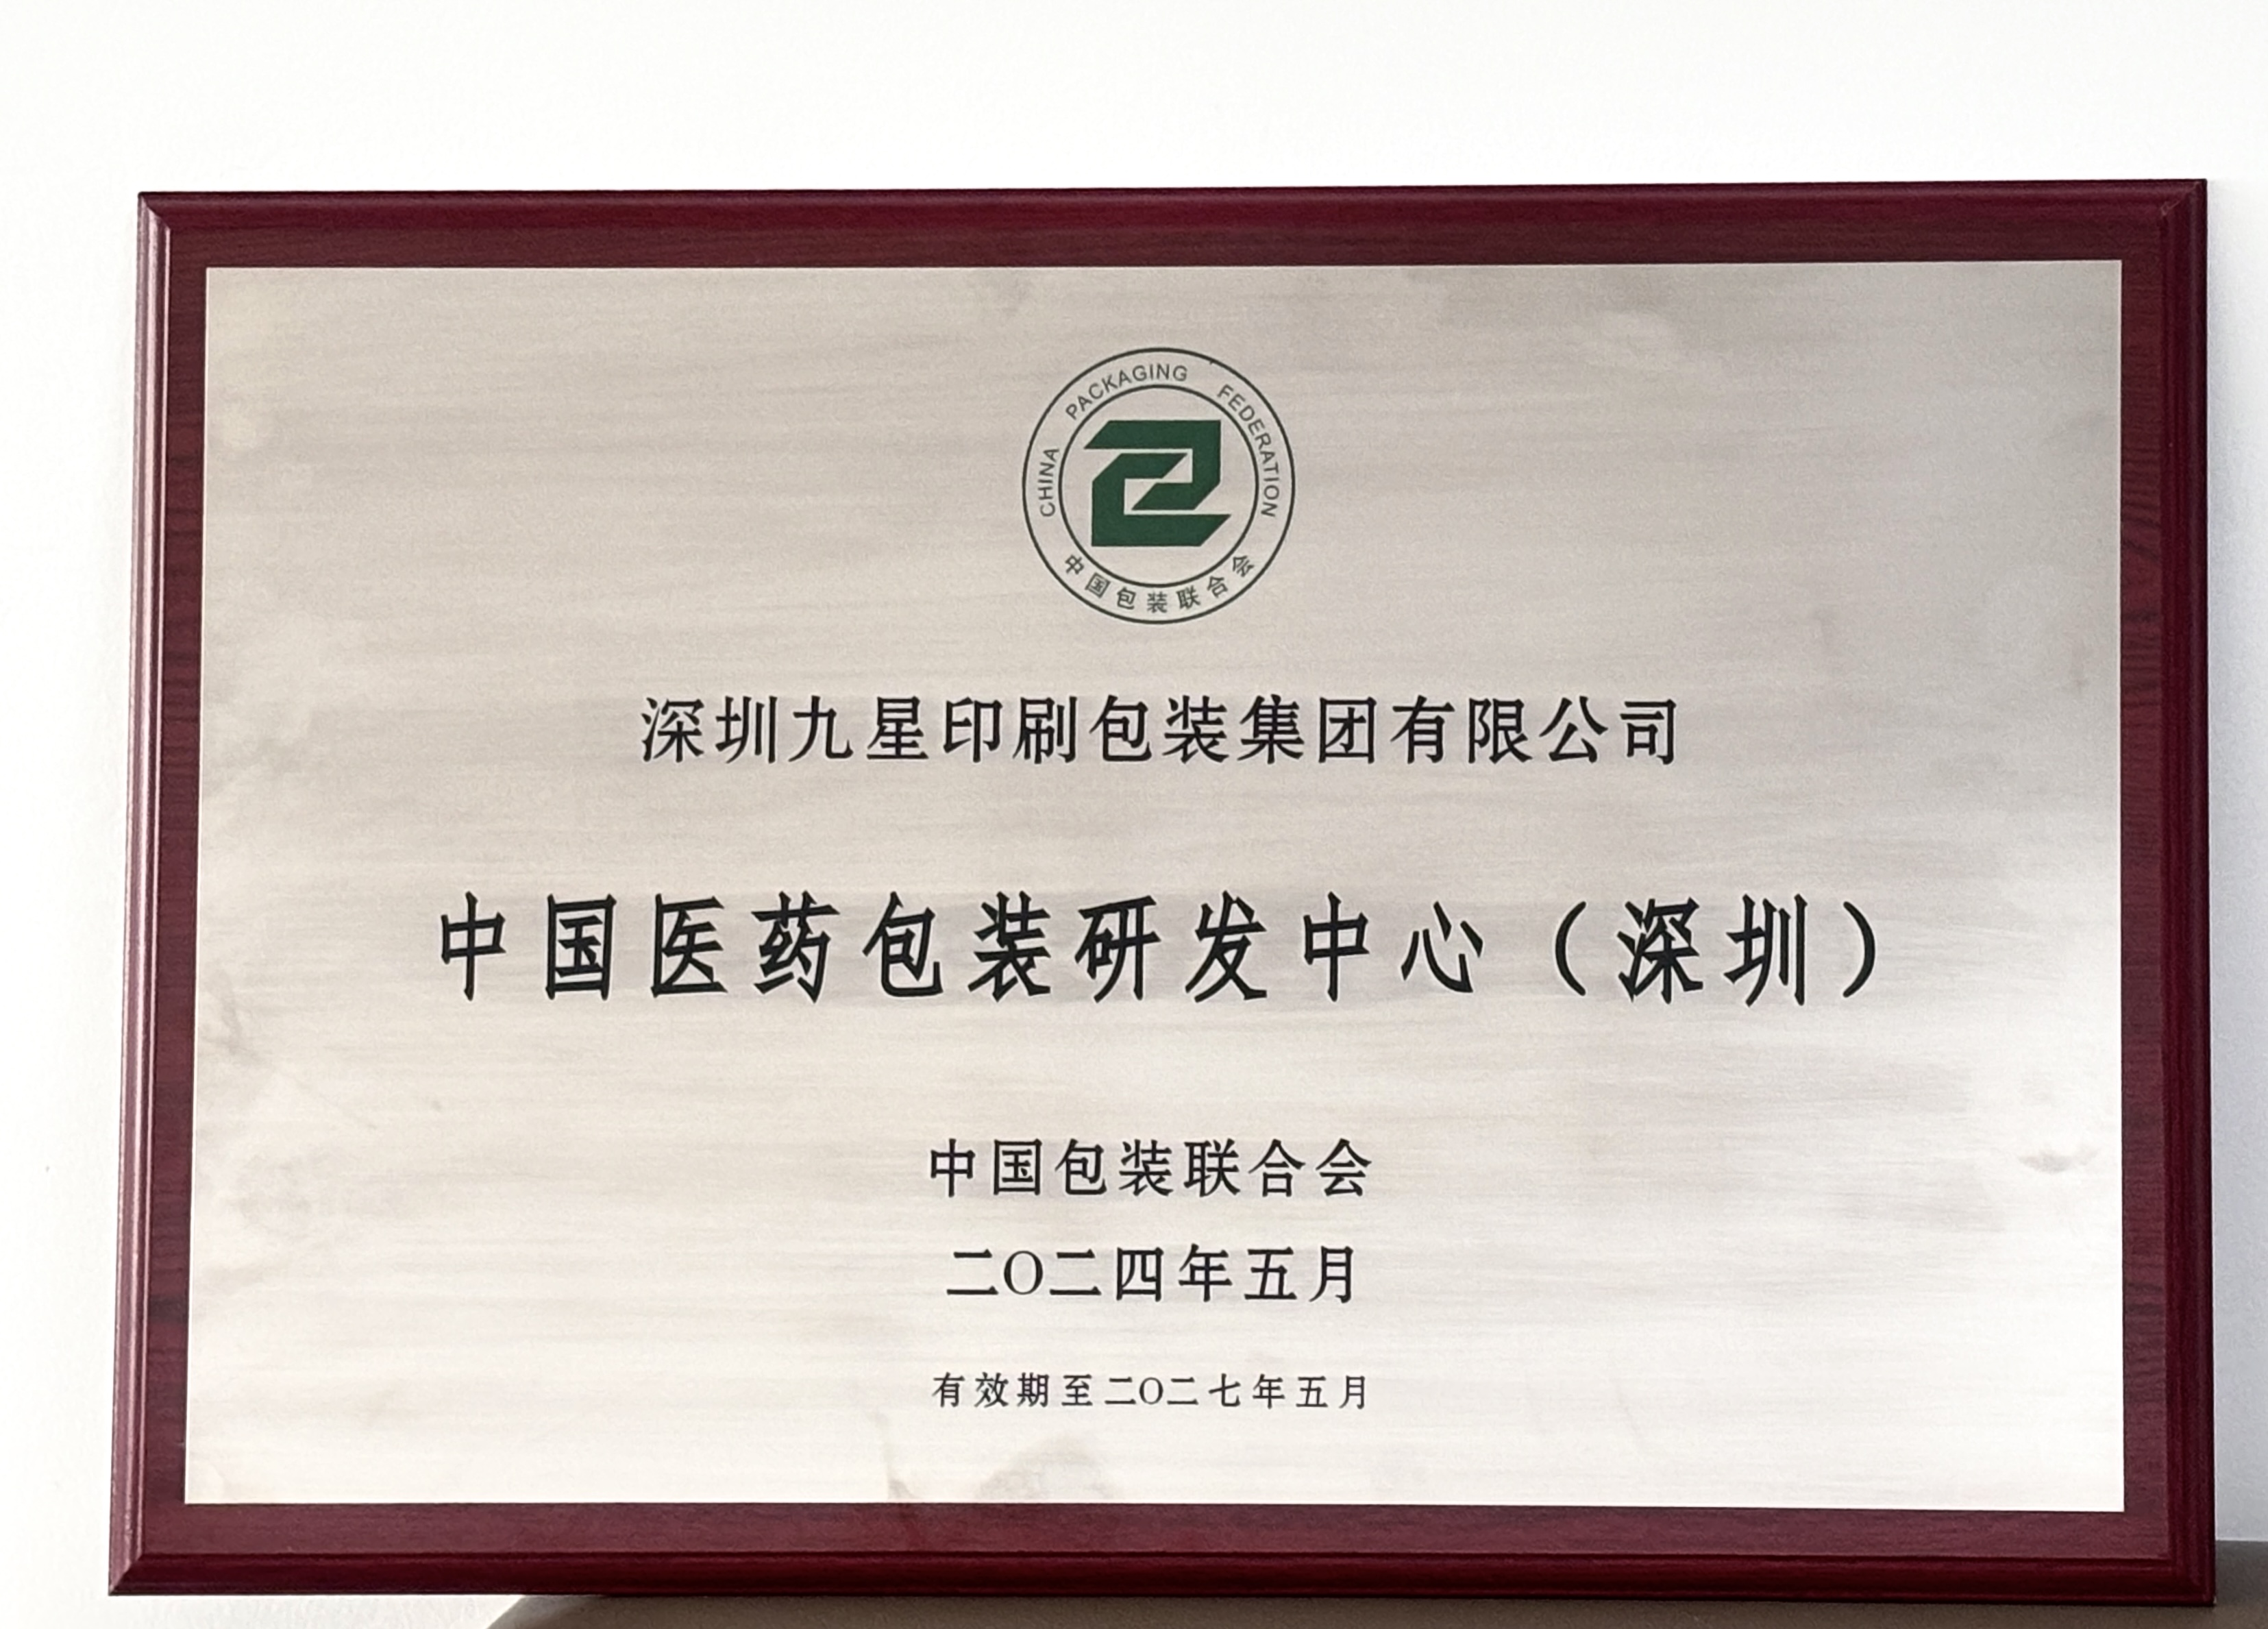 CHINA PACKAGING FEDERATION
中国包装联合会
深圳九星印刷包装集团有限公司
中国医药包装研发中心（深圳）
中国包装联合会
二〇二四年五月
有效期至二〇二七年五月